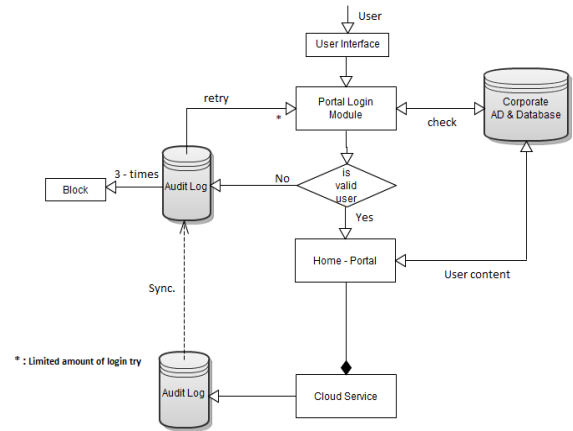 User
User Interface
retry
*
Portal Login
Module
check
Corporate
AD & Database
3 - times
Block
Audit Log
No
is
valid
user
Yes
Home - Portal
User content
Sync.
* : Limited amount of login try
Audit Log
Cloud Service